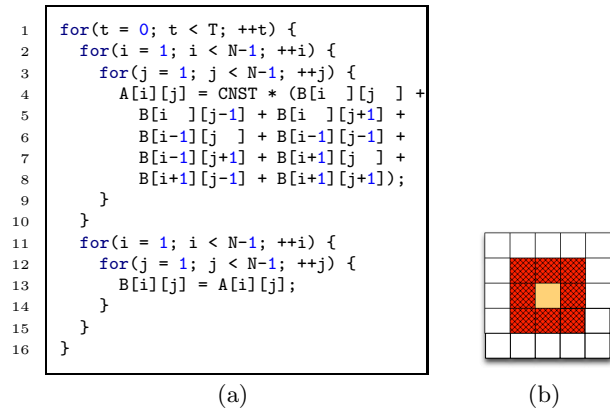 1 for(t = 0; t < T; ++t) {
2 for(i = 1; i < N-1; ++i) {
3 for(j = 1; j < N-1; ++j) {
4 A[i][j] = CNST * (B[i ][j ] +
5 B[i ][j-1] + B[i ][j+1] +
6 B[i-1][j ] + B[i-1][j-1] +
7 B[i-1][j+1] + B[i+1][j ] +
8 B[i+1][j-1] + B[i+1][j+1]);
9 }
10 }
11 for(i = 1; i < N-1; ++i) {
12 for(j = 1; j < N-1; ++j) {
13 B[i][j] = A[i][j];
14 }
15 }
16 }
(a) (b)